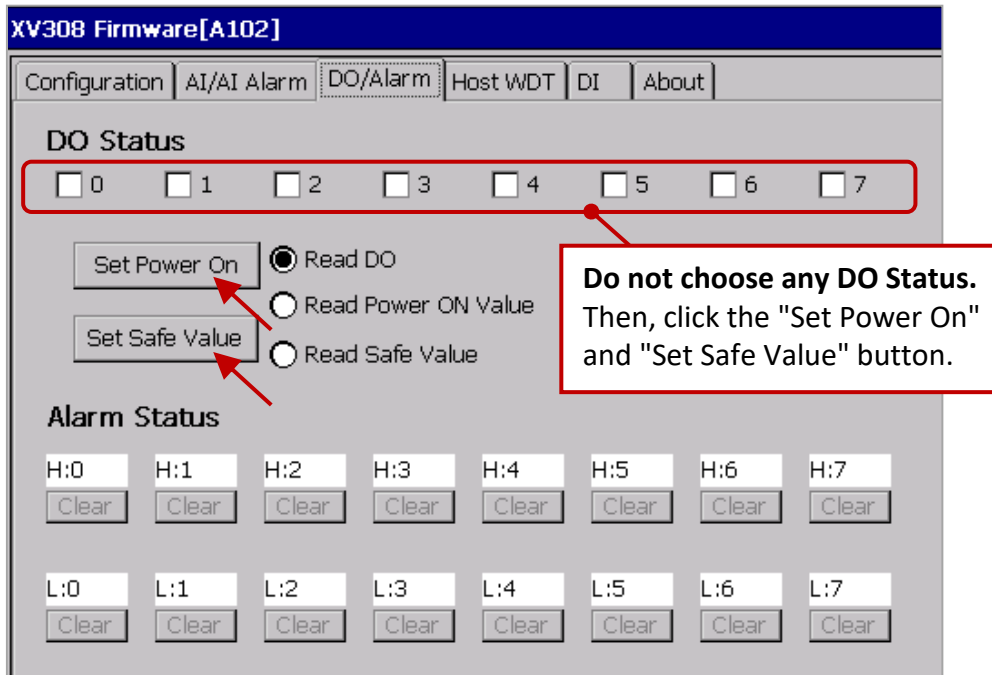 XV308 Firmware[A102]
Configuration AI/AI Alarm DO/Alarm Host WDT DI About
DO Status
0 1 2 3 4 5 6 7
Set Power On Read DO
Read Power ON Value
Set Safe Value
Read Safe Value
Do not choose any DO Status.
Then, click the "Set Power On"
and "Set Safe Value" button.
Alarm Status
H:0 H:1 H:2 H:3 H:4 H:5 H:6 H:7
Clear Clear Clear Clear Clear Clear Clear Clear
L:0 L:1 L:2 L:3 L:4 L:5 L:6 L:7
Clear Clear Clear Clear Clear Clear Clear Clear